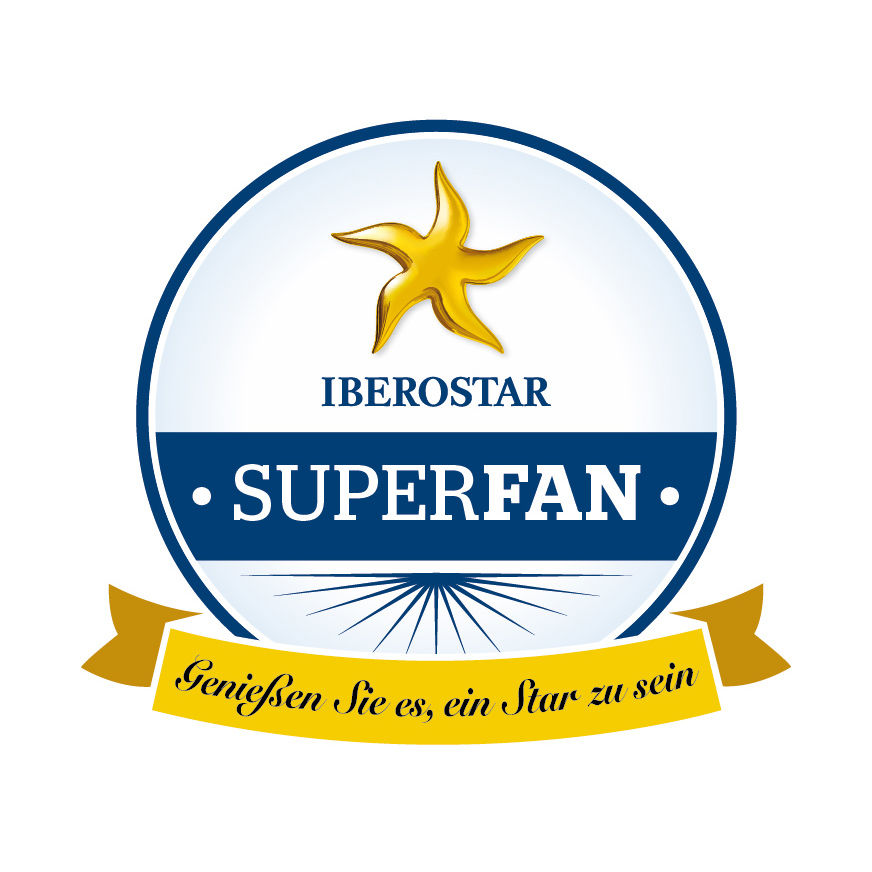 IBEROSTAR
• SUPERFAN •
Genießen Sie es, ein Star zu sein